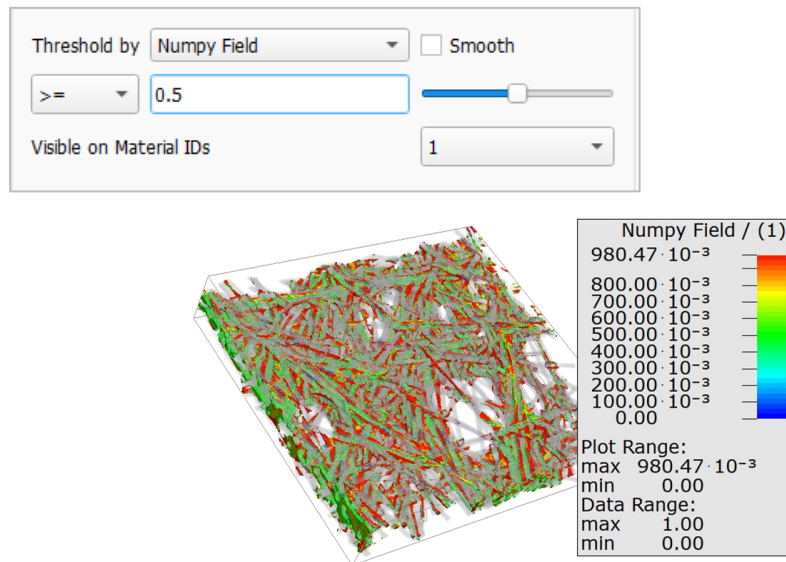 Threshold by Numpy Field Smooth
>= 0.5
Visible on Material IDs 1
Numpy Field / (1)
980.47·10⁻³
800.00·10⁻³
700.00·10⁻³
600.00·10⁻³
500.00·10⁻³
400.00·10⁻³
300.00·10⁻³
200.00·10⁻³
100.00·10⁻³
0.00
Plot Range:
max 980.47·10⁻³
min 0.00
Data Range:
max 1.00
min 0.00